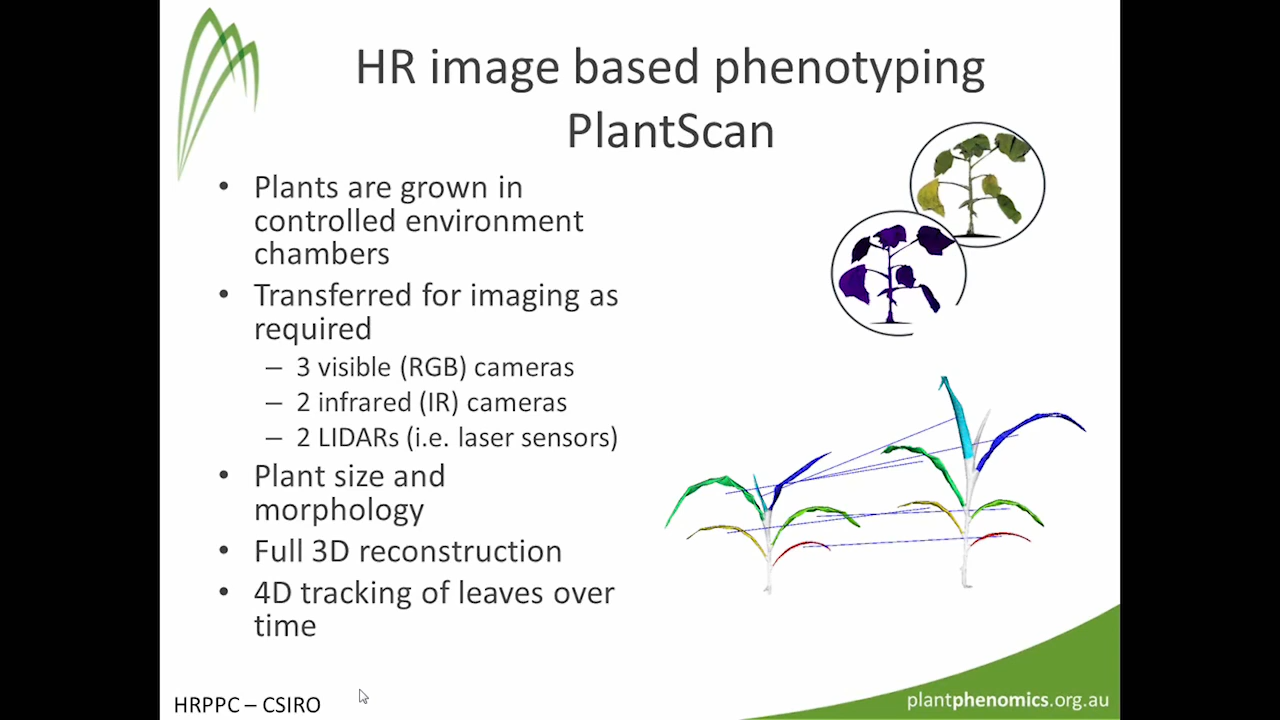 HR image based phenotyping
PlantScan
• Plants are grown in
controlled environment
chambers
• Transferred for imaging as
required
– 3 visible (RGB) cameras
– 2 infrared (IR) cameras
– 2 LIDARs (i.e. laser sensors)
• Plant size and
morphology
• Full 3D reconstruction
• 4D tracking of leaves over
time
HRPPC – CSIRO
plantphenomics.org.au